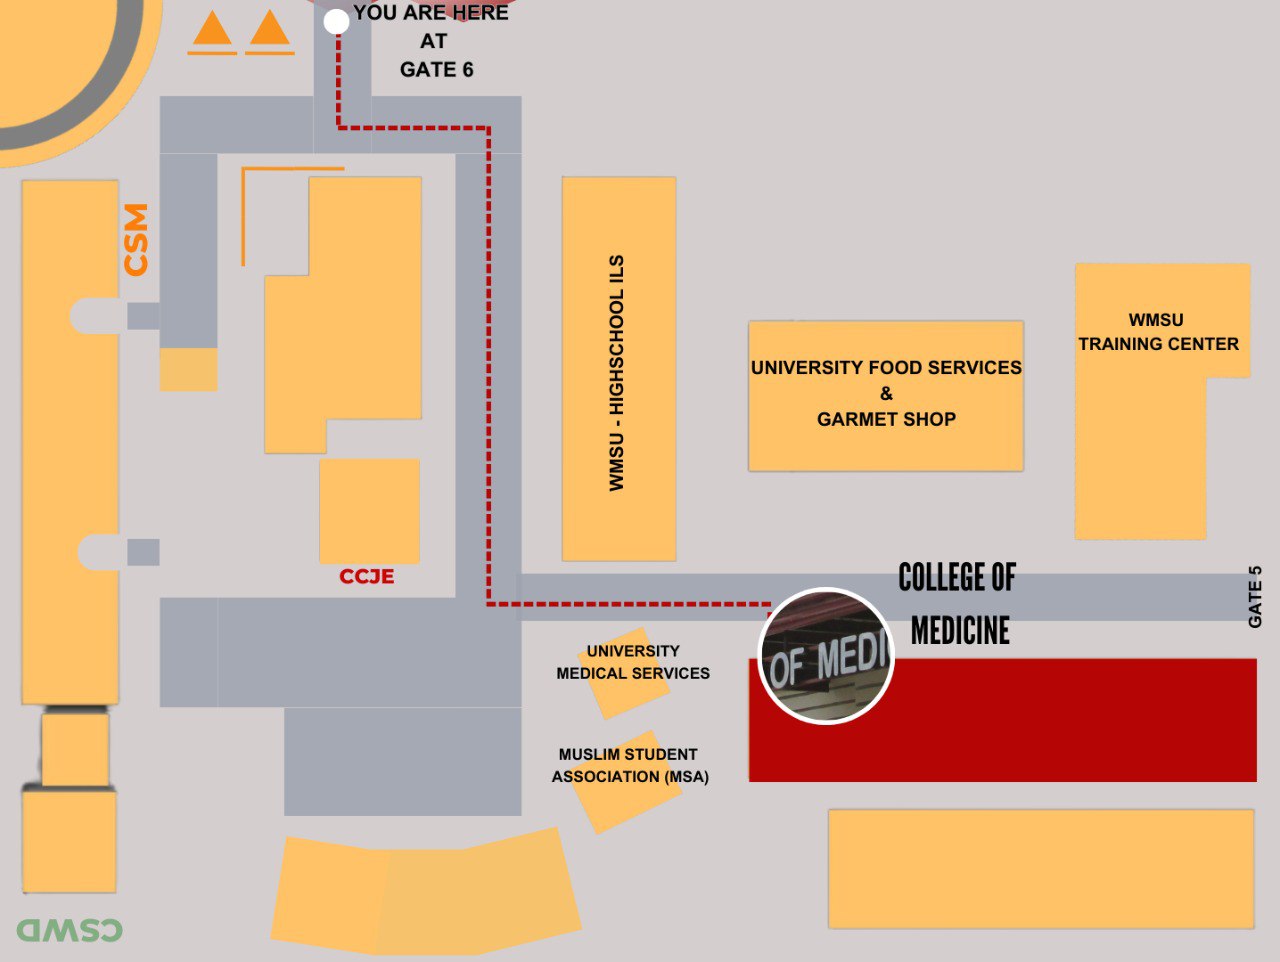 YOU ARE HERE
AT
GATE 6
CSM
WMSU - HIGHSCHOOL ILS
UNIVERSITY FOOD SERVICES
&
GARMET SHOP
WMSU
TRAINING CENTER
CCJE
COLLEGE OF
MEDICINE
GATE 5
OF MEDI
UNIVERSITY
MEDICAL SERVICES
MUSLIM STUDENT
ASSOCIATION (MSA)
CSWD